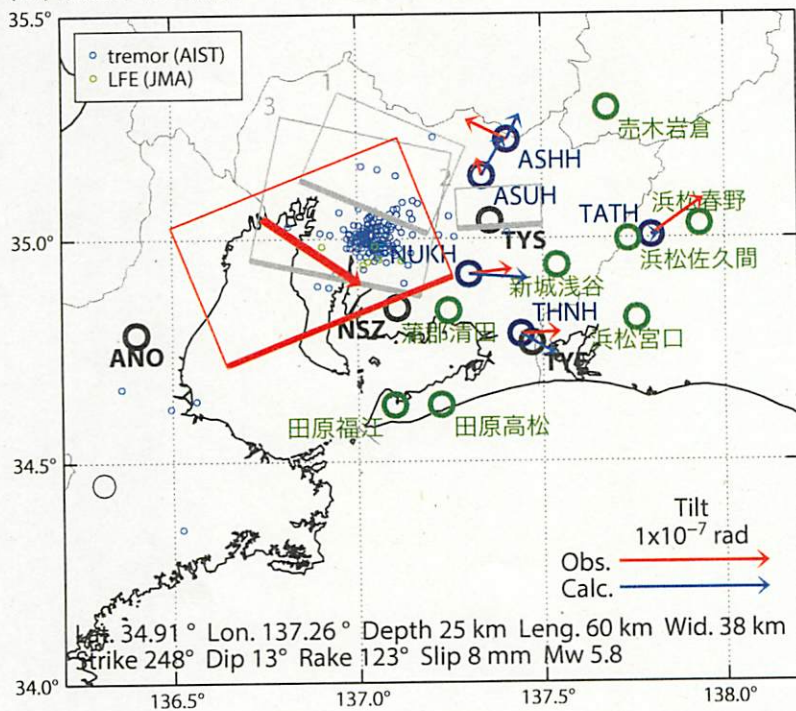 35.5°
tremor (AIST)
LFE (JMA)
1
3
2
売木岩倉
ASHH
ASUH
浜松春野
TATH
35.0°
TYS
浜松佐久間
NUKH
新城浅谷
THNH
NSZ
蒲郡清田
浜松宮口
ANO
TYE
田原福江
田原高松
34.5°
Tilt
1x10⁻⁷ rad
Obs.
Calc.
Lat. 34.91° Lon. 137.26° Depth 25 km Leng. 60 km Wid. 38 km
Strike 248° Dip 13° Rake 123° Slip 8 mm Mw 5.8
34.0°
136.5° 137.0° 137.5° 138.0°